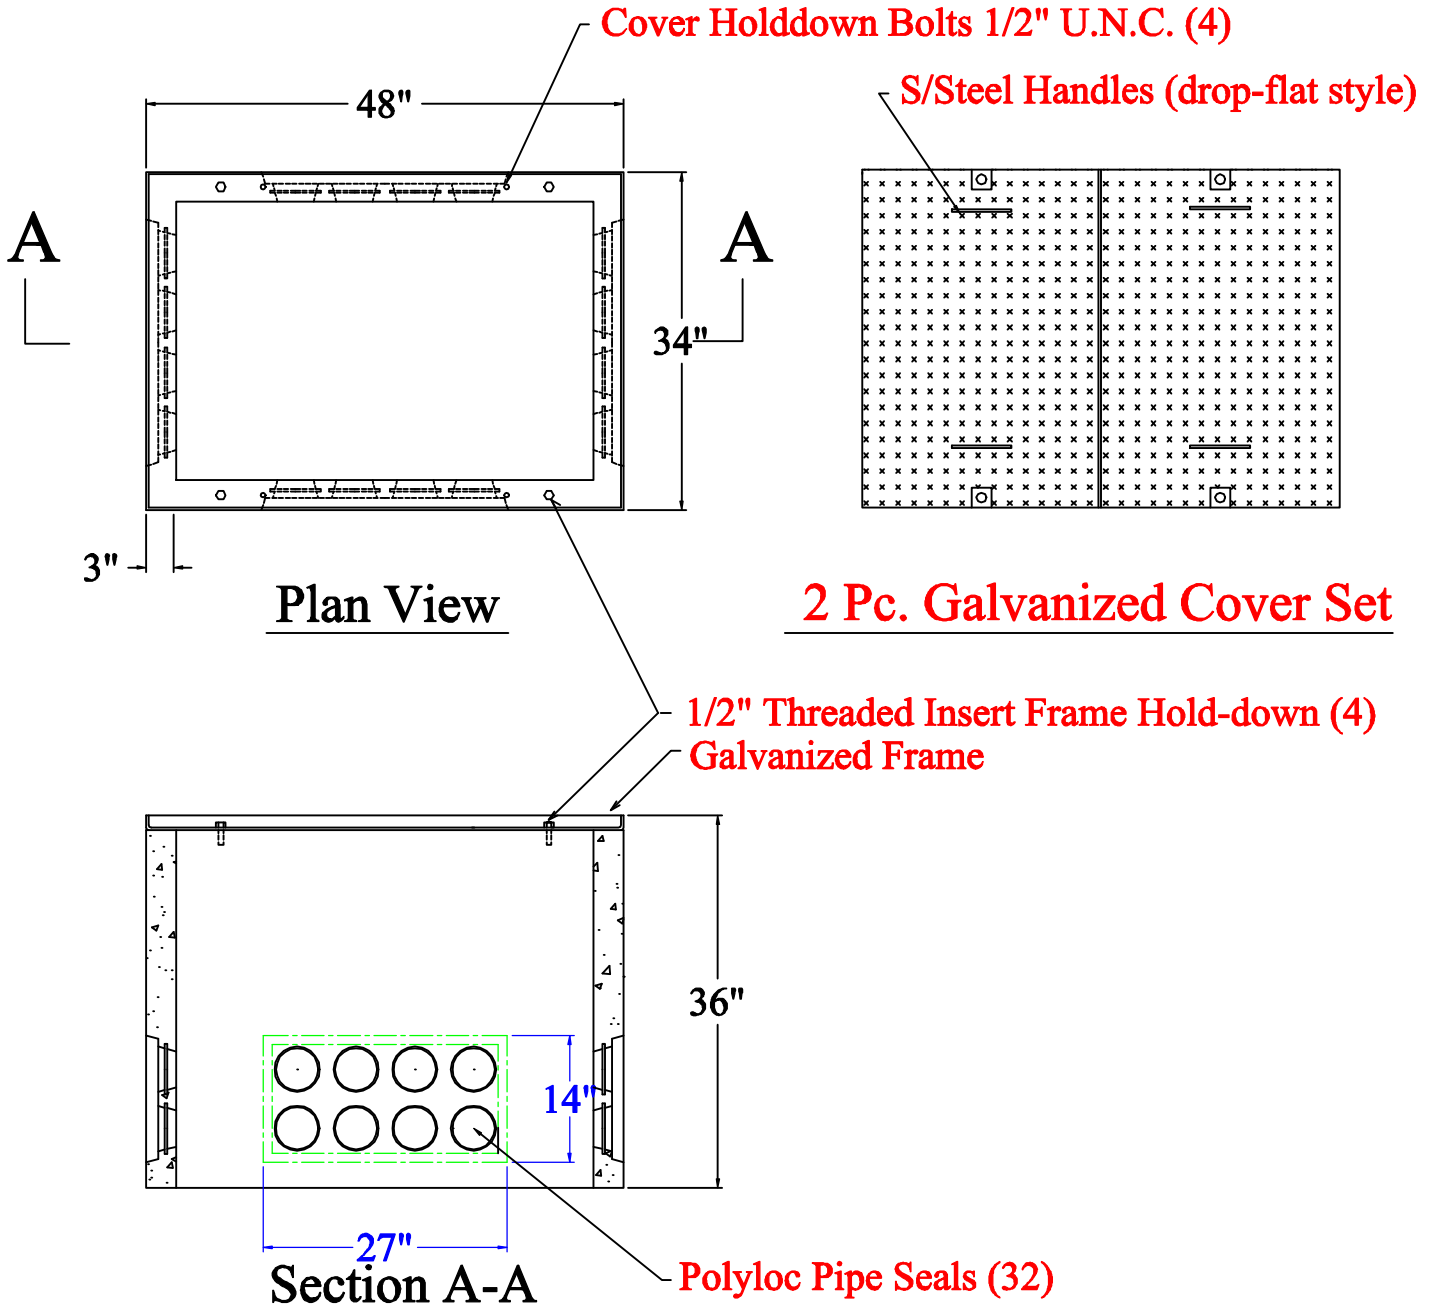 Cover Holddown Bolts 1/2" U.N.C. (4)
S/Steel Handles (drop-flat style)
48"
A
A
34"
3"
Plan View
2 Pc. Galvanized Cover Set
1/2" Threaded Insert Frame Hold-down (4)
Galvanized Frame
36"
14"
27"
Section A-A
Polyloc Pipe Seals (32)